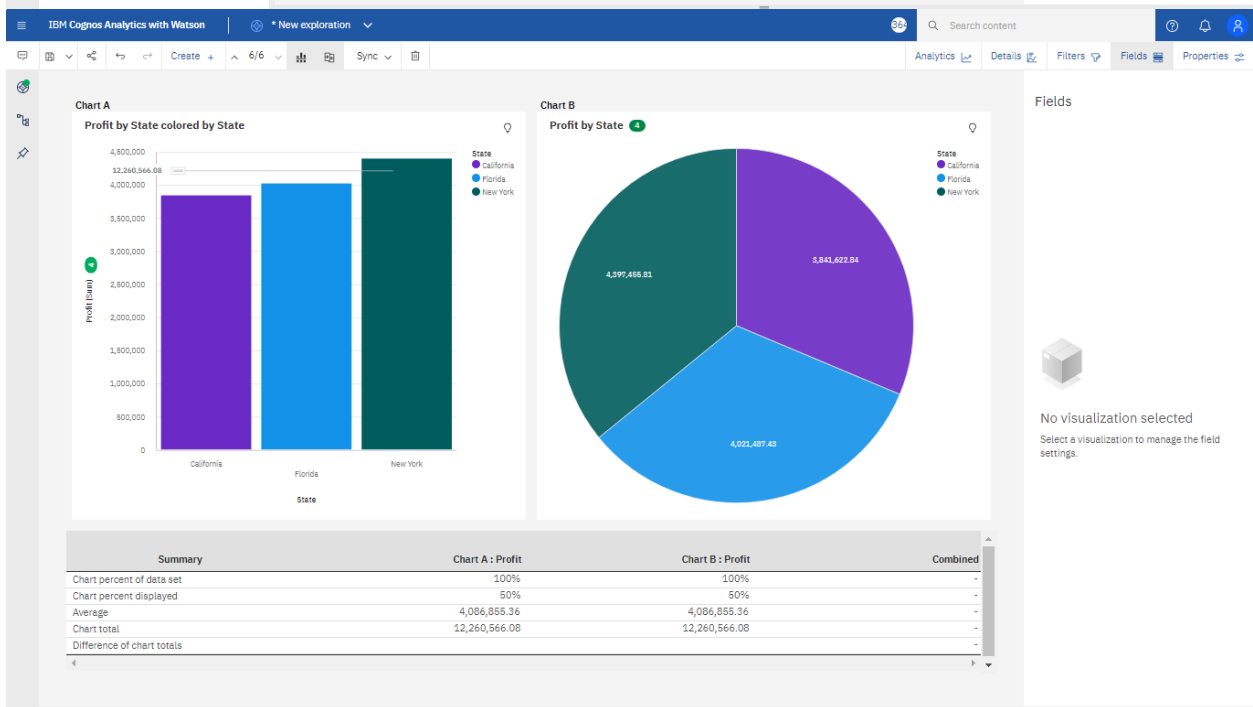 IBM Cognos Analytics with Watson
* New exploration
364
Search content
Create +
6/6
Sync
Analytics
Details
Filters
Fields
Properties
Chart A
Profit by State colored by State
4,500,000
12,260,566.08
4,000,000
3,500,000
3,000,000
2,500,000
2,000,000
1,500,000
1,000,000
500,000
0
Profit (Sum)
4
California
Florida
New York
State
State
California
Florida
New York
Chart B
Profit by State 4
State
California
Florida
New York
4,397,455.81
3,841,622.84
4,021,487.43
Fields
No visualization selected
Select a visualization to manage the field
settings.
Summary Chart A : Profit Chart B : Profit Combined
Chart percent of data set 100% 100% -
Chart percent displayed 50% 50% -
Average 4,086,855.36 4,086,855.36 -
Chart total 12,260,566.08 12,260,566.08 -
Difference of chart totals -